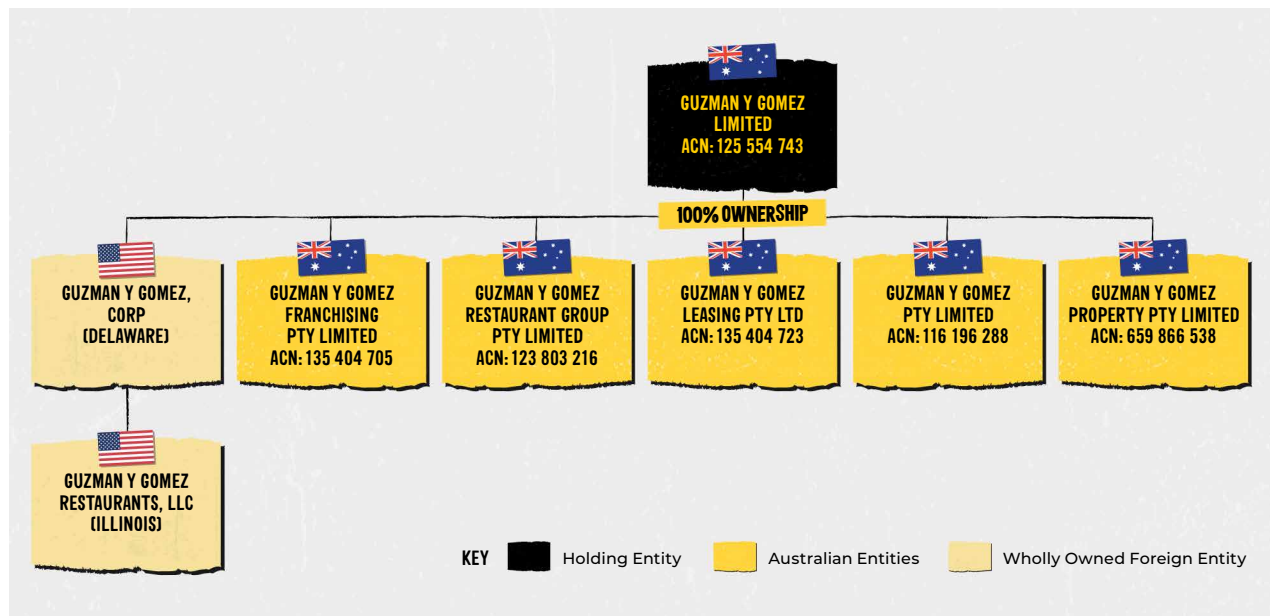 GUZMAN Y GOMEZ
LIMITED
ACN: 125 554 743
100% OWNERSHIP
GUZMAN Y GOMEZ,
CORP
(DELAWARE)
GUZMAN Y GOMEZ
FRANCHISING
PTY LIMITED
ACN: 135 404 705
GUZMAN Y GOMEZ
RESTAURANT GROUP
PTY LIMITED
ACN: 123 803 216
GUZMAN Y GOMEZ
LEASING PTY LTD
ACN: 135 404 723
GUZMAN Y GOMEZ
PTY LIMITED
ACN: 116 196 288
GUZMAN Y GOMEZ
PROPERTY PTY LIMITED
ACN: 659 866 538
GUZMAN Y GOMEZ
RESTAURANTS, LLC
(ILLINOIS)
KEY
Holding Entity
Australian Entities
Wholly Owned Foreign Entity